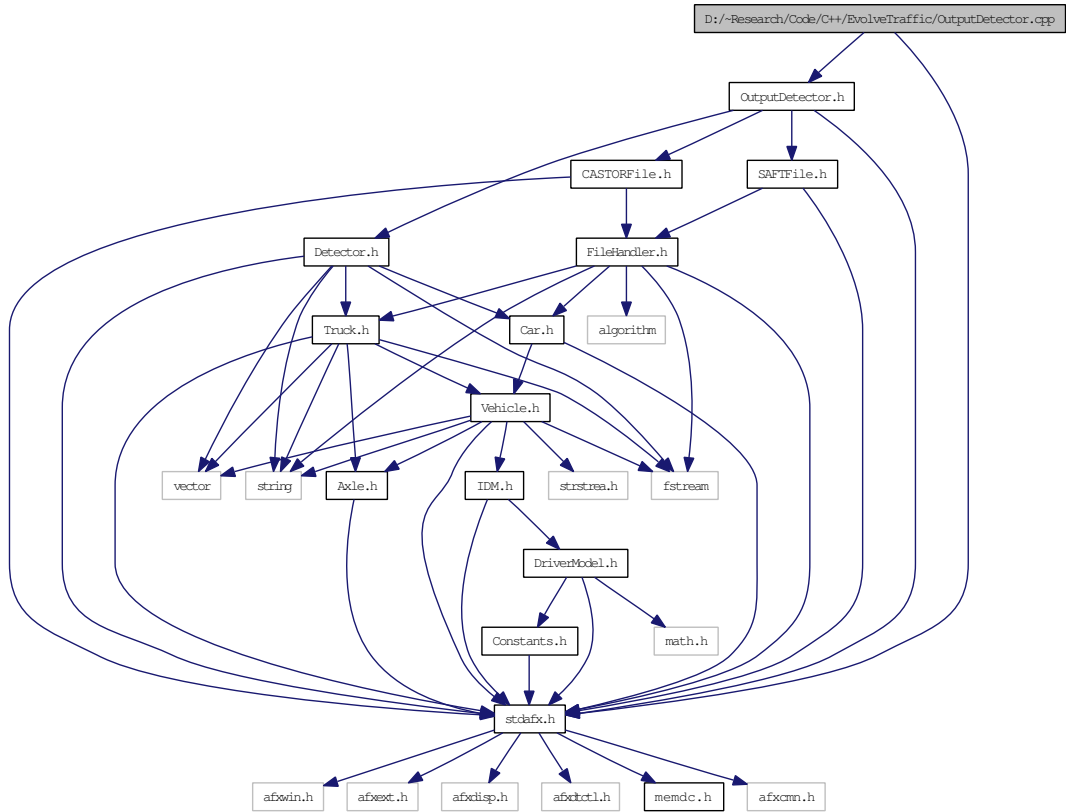 D:/~Research/Code/C++/EvolveTraffic/OutputDetector.cpp
OutputDetector.h
CASTORFile.h
SAFTFile.h
Detector.h
FileHandler.h
Truck.h
Car.h
algorithm
Vehicle.h
vector
string
Axle.h
IDM.h
strstrea.h
fstream
DriverModel.h
Constants.h
math.h
stdafx.h
afxwin.h
afxext.h
afxdisp.h
afxdtctl.h
memdc.h
afxcmn.h